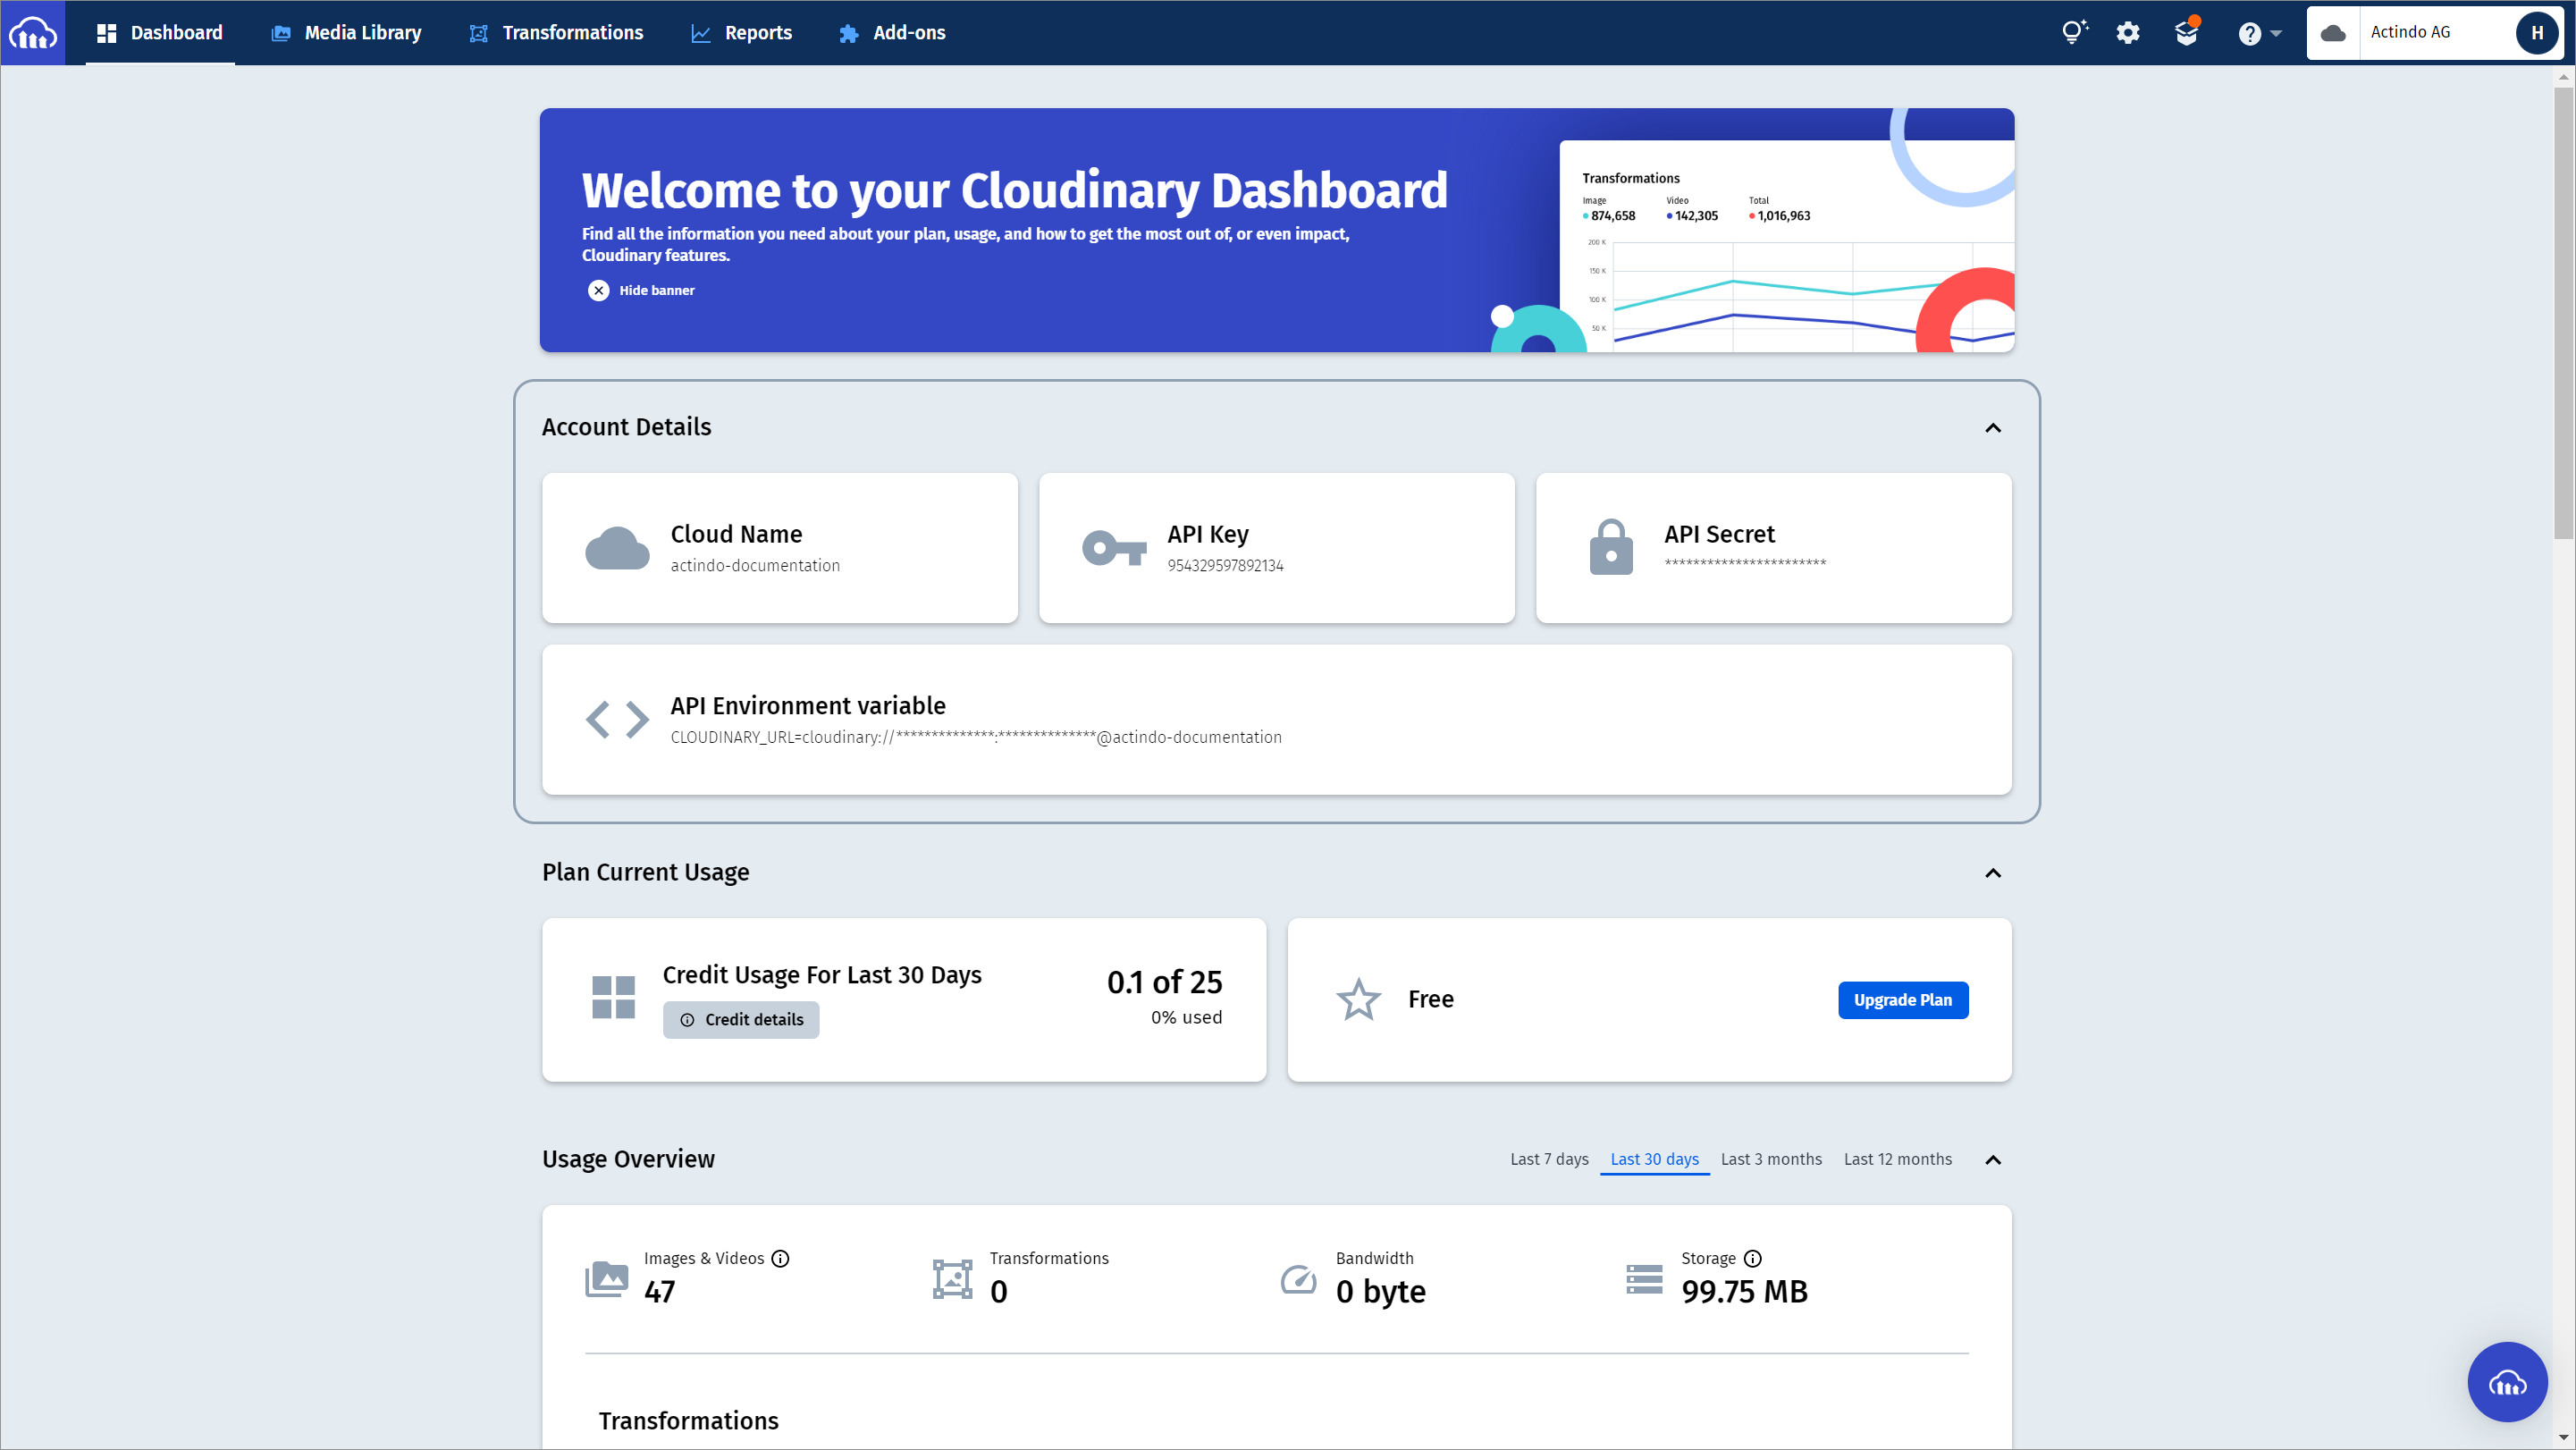 Dashboard
Media Library
Transformations
Reports
Add-ons
Actindo AG
H
Welcome to your Cloudinary Dashboard
Find all the information you need about your plan, usage, and how to get the most out of, or even impact,
Cloudinary features.
Hide banner
Transformations
Image
Video
Total
874,658
142,305
1,016,963
200 K
150 K
100 K
50 K
Account Details
Cloud Name
actindo-documentation
API Key
954329597892134
API Secret
***********************
API Environment variable
CLOUDINARY_URL=cloudinary://**************:**************@actindo-documentation
Plan Current Usage
Credit Usage For Last 30 Days
Credit details
0.1 of 25
0% used
Free
Upgrade Plan
Usage Overview
Last 7 days
Last 30 days
Last 3 months
Last 12 months
Images & Videos
47
Transformations
0
Bandwidth
0 byte
Storage
99.75 MB
Transformations